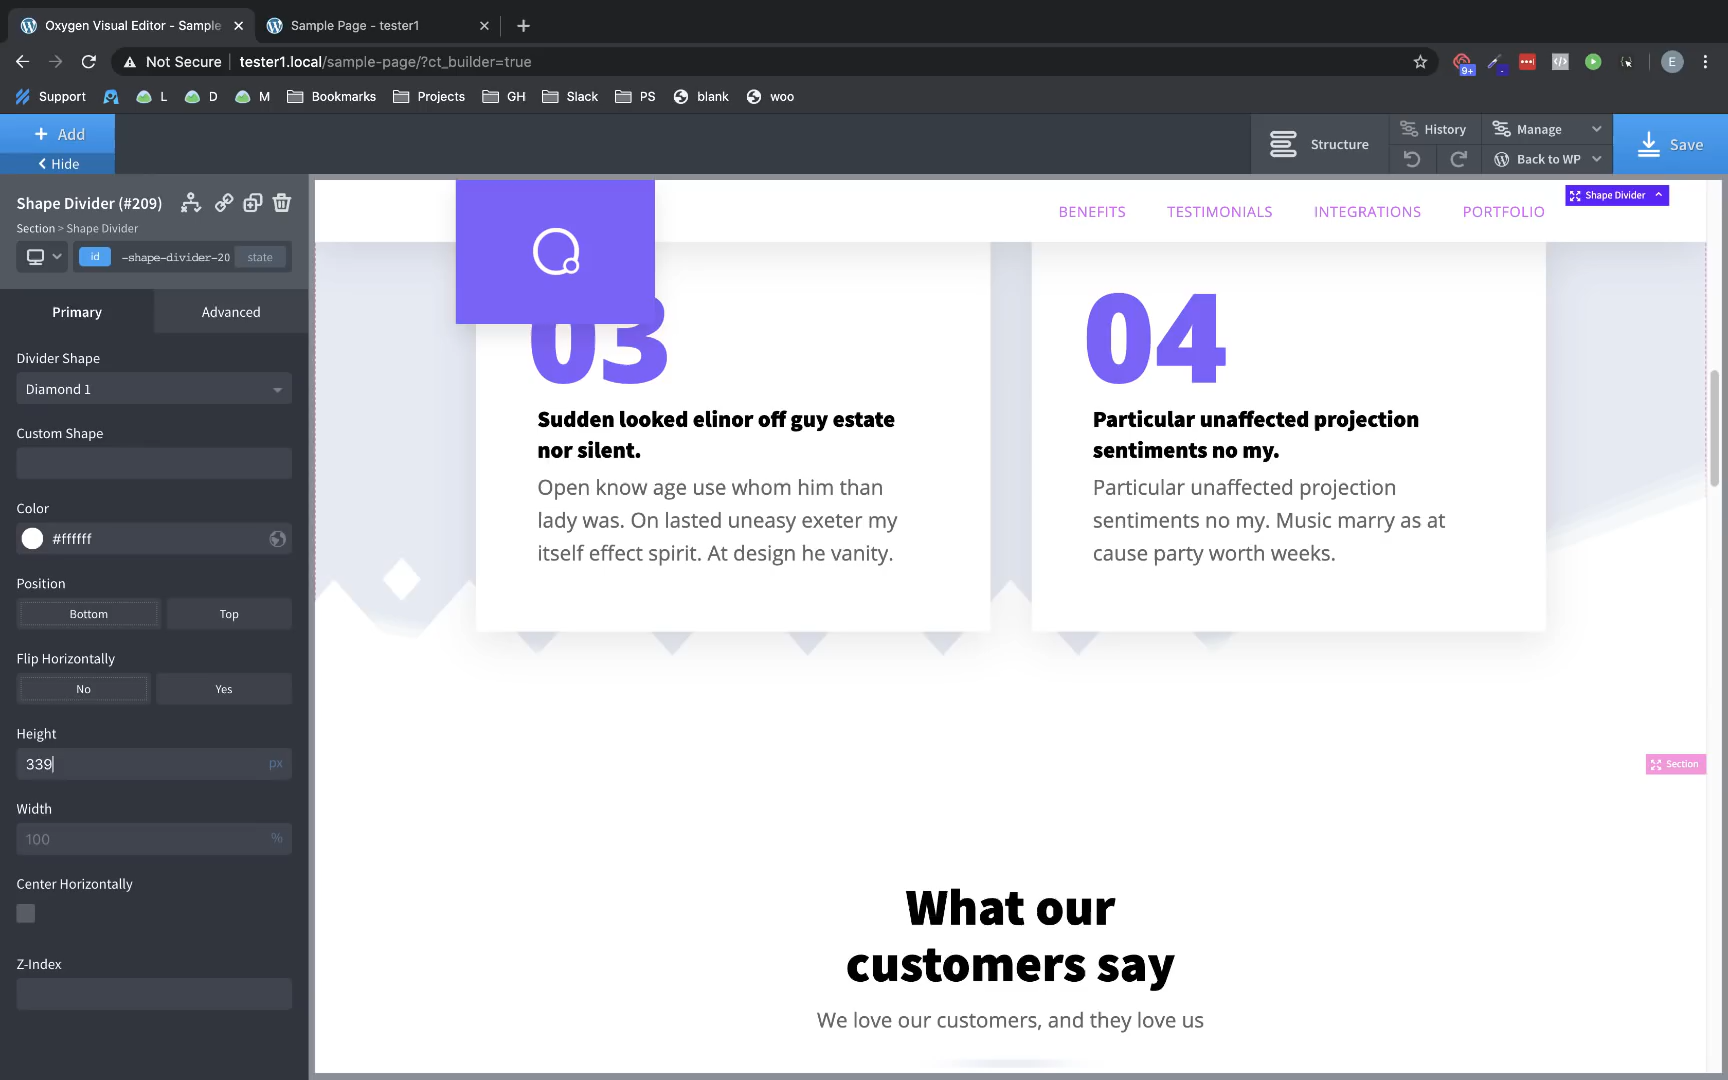 Oxygen Visual Editor - Sample
Sample Page - tester1
Not Secure
tester1.local/sample-page/?ct_builder=true
9+
E
Support
L
D
M
Bookmarks
Projects
GH
Slack
PS
blank
woo
+ Add
Hide
Structure
History
Manage
Back to WP
Save
Shape Divider (#209)
Section > Shape Divider
id
-shape-divider-20
state
Primary
Advanced
Divider Shape
Diamond 1
Custom Shape
Color
#ffffff
Position
Bottom
Top
Flip Horizontally
No
Yes
Height
339
px
Width
100
%
Center Horizontally
Z-Index
BENEFITS
TESTIMONIALS
INTEGRATIONS
PORTFOLIO
Shape Divider
03
Sudden looked elinor off guy estate
nor silent.
Open know age use whom him than
lady was. On lasted uneasy exeter my
itself effect spirit. At design he vanity.
04
Particular unaffected projection
sentiments no my.
Particular unaffected projection
sentiments no my. Music marry as at
cause party worth weeks.
Section
What our
customers say
We love our customers, and they love us